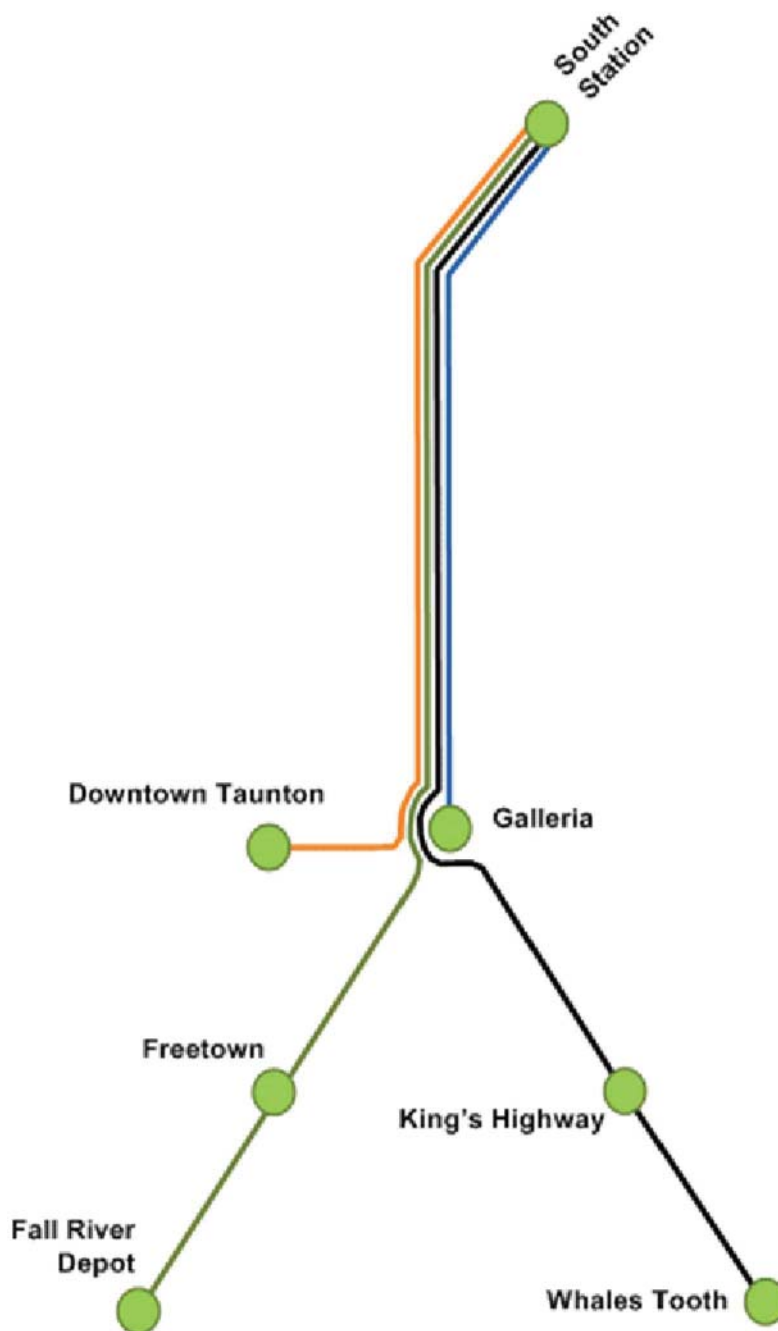 South
Station
Downtown Taunton
Galleria
Freetown
King's Highway
Fall River
Depot
Whales Tooth